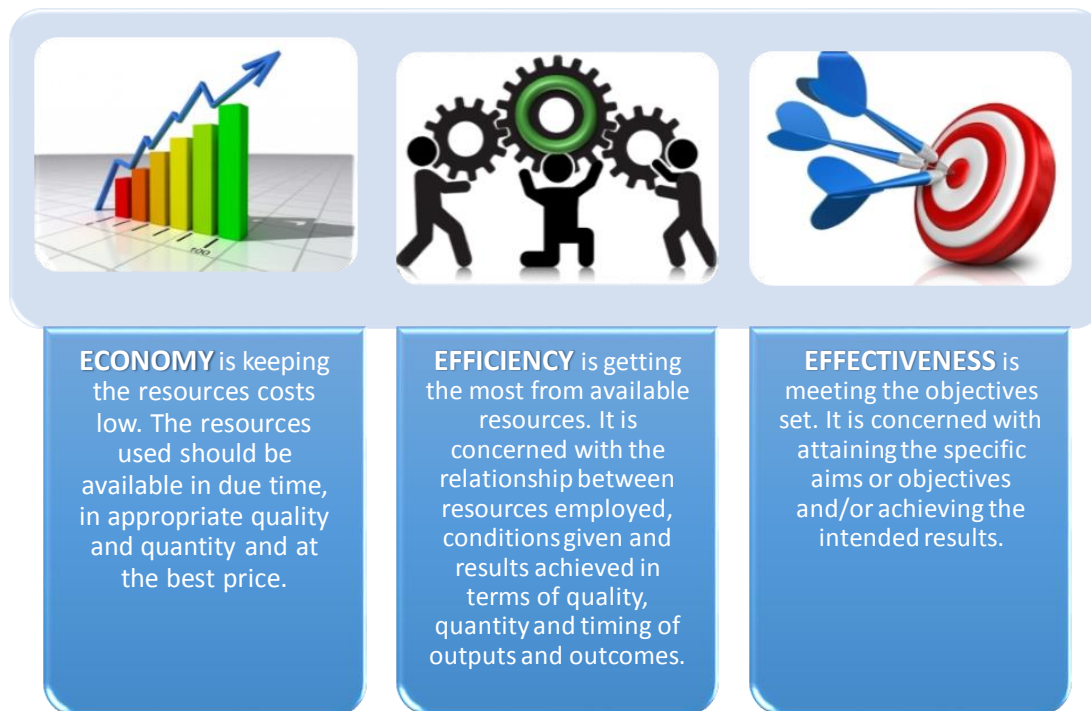 100
ECONOMY is keeping
the resources costs
low. The resources
used should be
available in due time,
in appropriate quality
and quantity and at
the best price.
EFFICIENCY is getting
the most from available
resources. It is
concerned with the
relationship between
resources employed,
conditions given and
results achieved in
terms of quality,
quantity and timing of
outputs and outcomes.
EFFECTIVENESS is
meeting the objectives
set. It is concerned with
attaining the specific
aims or objectives
and/or achieving the
intended results.